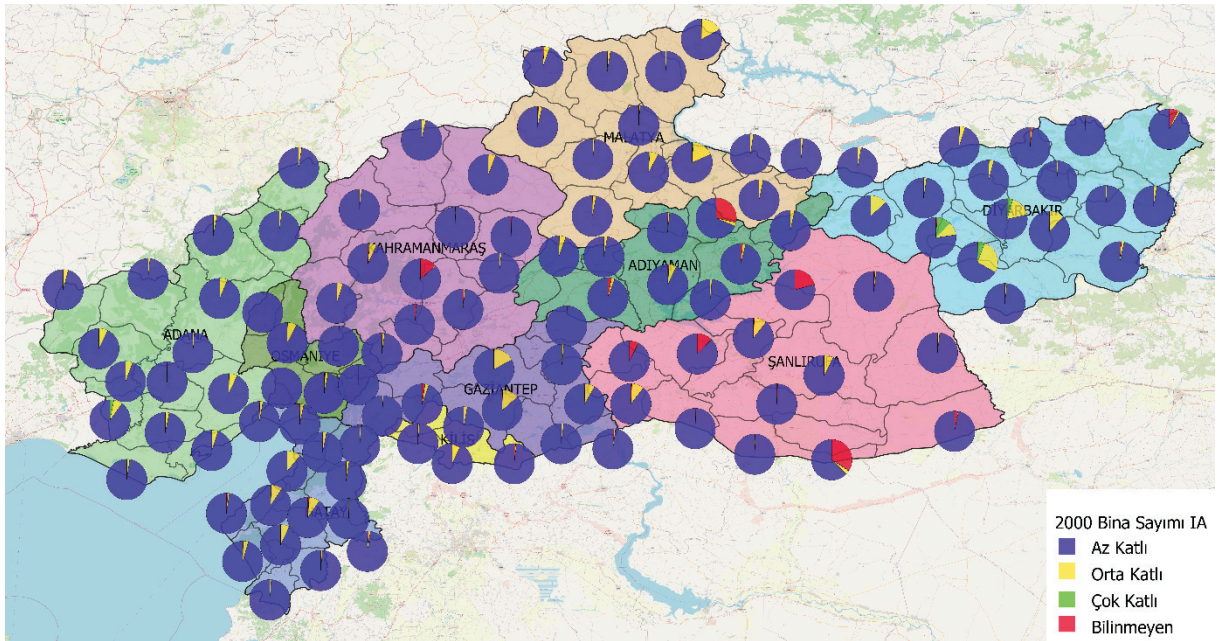 MALATYA
DİYARBAKIR
KAHRAMANMARAŞ
ADIYAMAN
ADANA
OSMANİYE
ŞANLIURFA
GAZİANTEP
KİLİS
HATAY
2000 Bina Sayımı IA
Az Katlı
Orta Katlı
Çok Katlı
Bilinmeyen